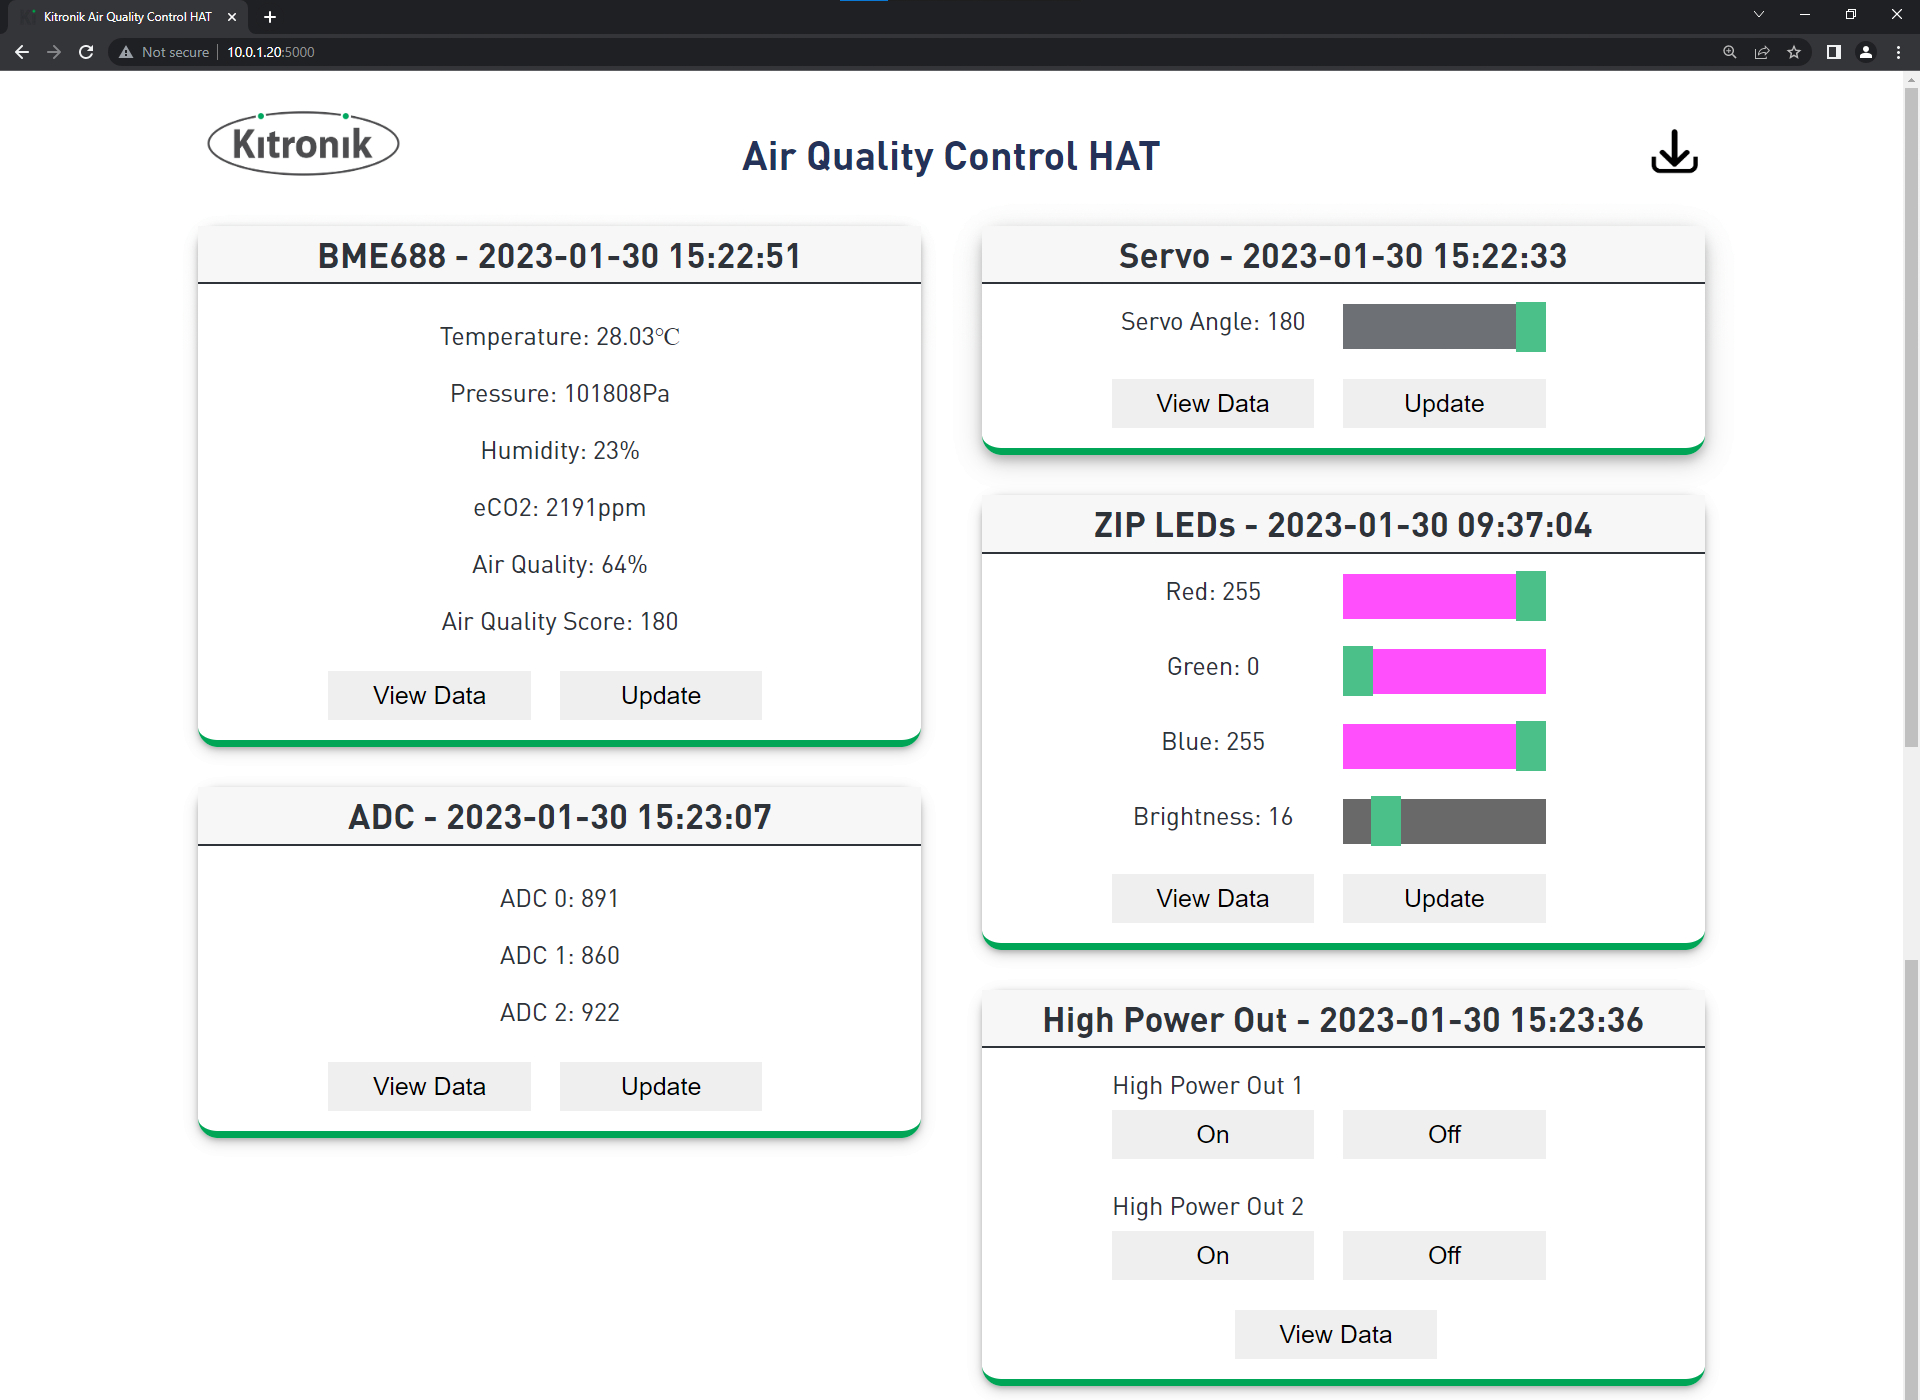 Kitronik Air Quality Control HAT
Not secure
10.0.1.20:5000
Kitronik
Air Quality Control HAT
BME688 - 2023-01-30 15:22:51
Temperature: 28.03℃
Pressure: 101808Pa
Humidity: 23%
eCO2: 2191ppm
Air Quality: 64%
Air Quality Score: 180
View Data
Update
ADC - 2023-01-30 15:23:07
ADC 0: 891
ADC 1: 860
ADC 2: 922
View Data
Update
Servo - 2023-01-30 15:22:33
Servo Angle: 180
View Data
Update
ZIP LEDs - 2023-01-30 09:37:04
Red: 255
Green: 0
Blue: 255
Brightness: 16
View Data
Update
High Power Out - 2023-01-30 15:23:36
High Power Out 1
On
Off
High Power Out 2
On
Off
View Data